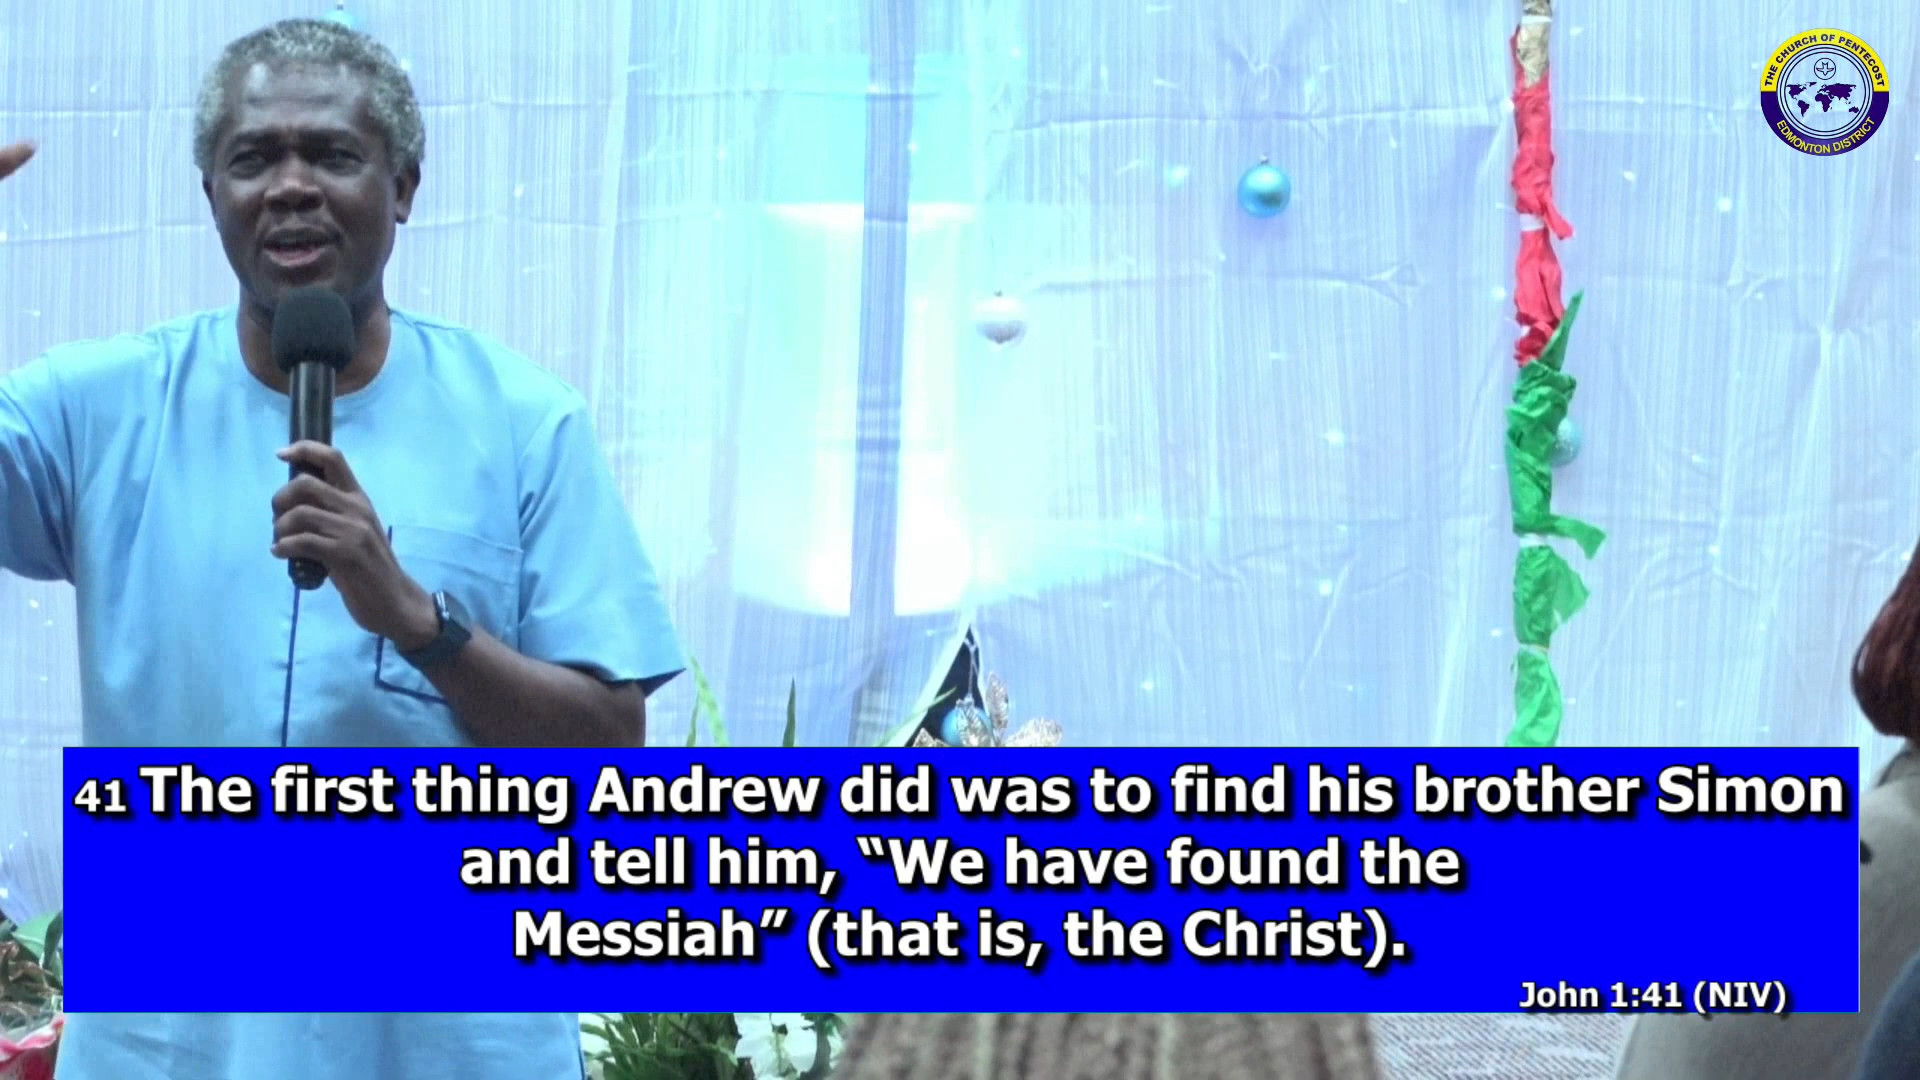 THE CHURCH OF PENTECOST
EDMONTON DISTRICT
41 The first thing Andrew did was to find his brother Simon
and tell him, “We have found the
Messiah” (that is, the Christ).
John 1:41 (NIV)